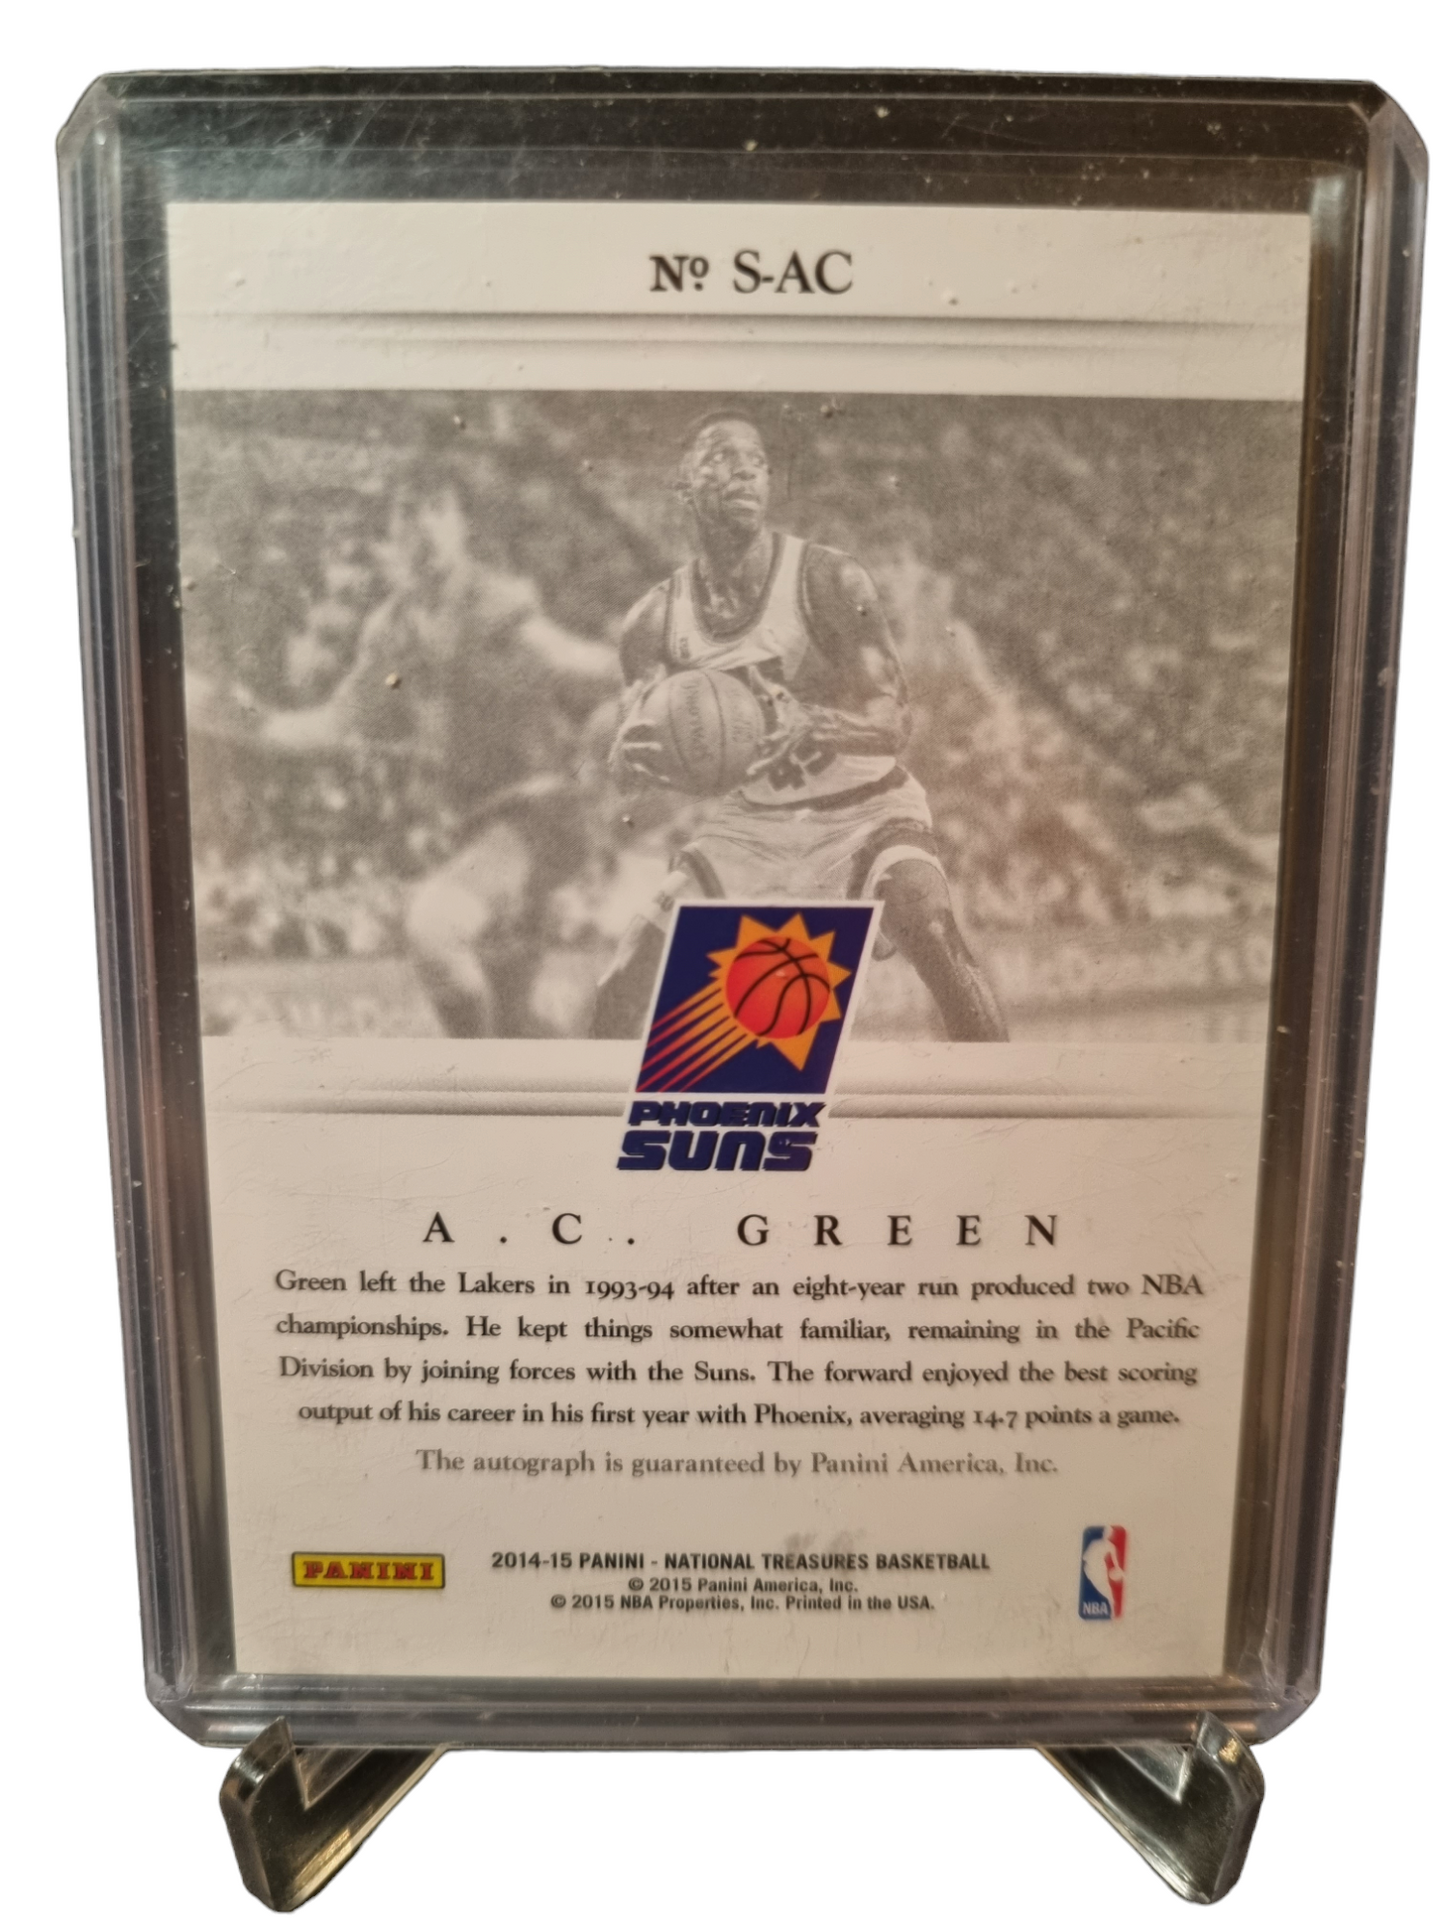 Nº S-AC
SPALDING
PHOENIX
SUNS
A.C. GREEN
Green left the Lakers in 1993-94 after an eight-year run produced two NBA
championships. He kept things somewhat familiar, remaining in the Pacific
Division by joining forces with the Suns. The forward enjoyed the best scoring
output of his career in his first year with Phoenix, averaging 14.7 points a game.
The autograph is guaranteed by Panini America, Inc.
PANINI
2014-15 PANINI - NATIONAL TREASURES BASKETBALL
© 2015 Panini America, Inc.
© 2015 NBA Properties, Inc. Printed in the USA.
NBA